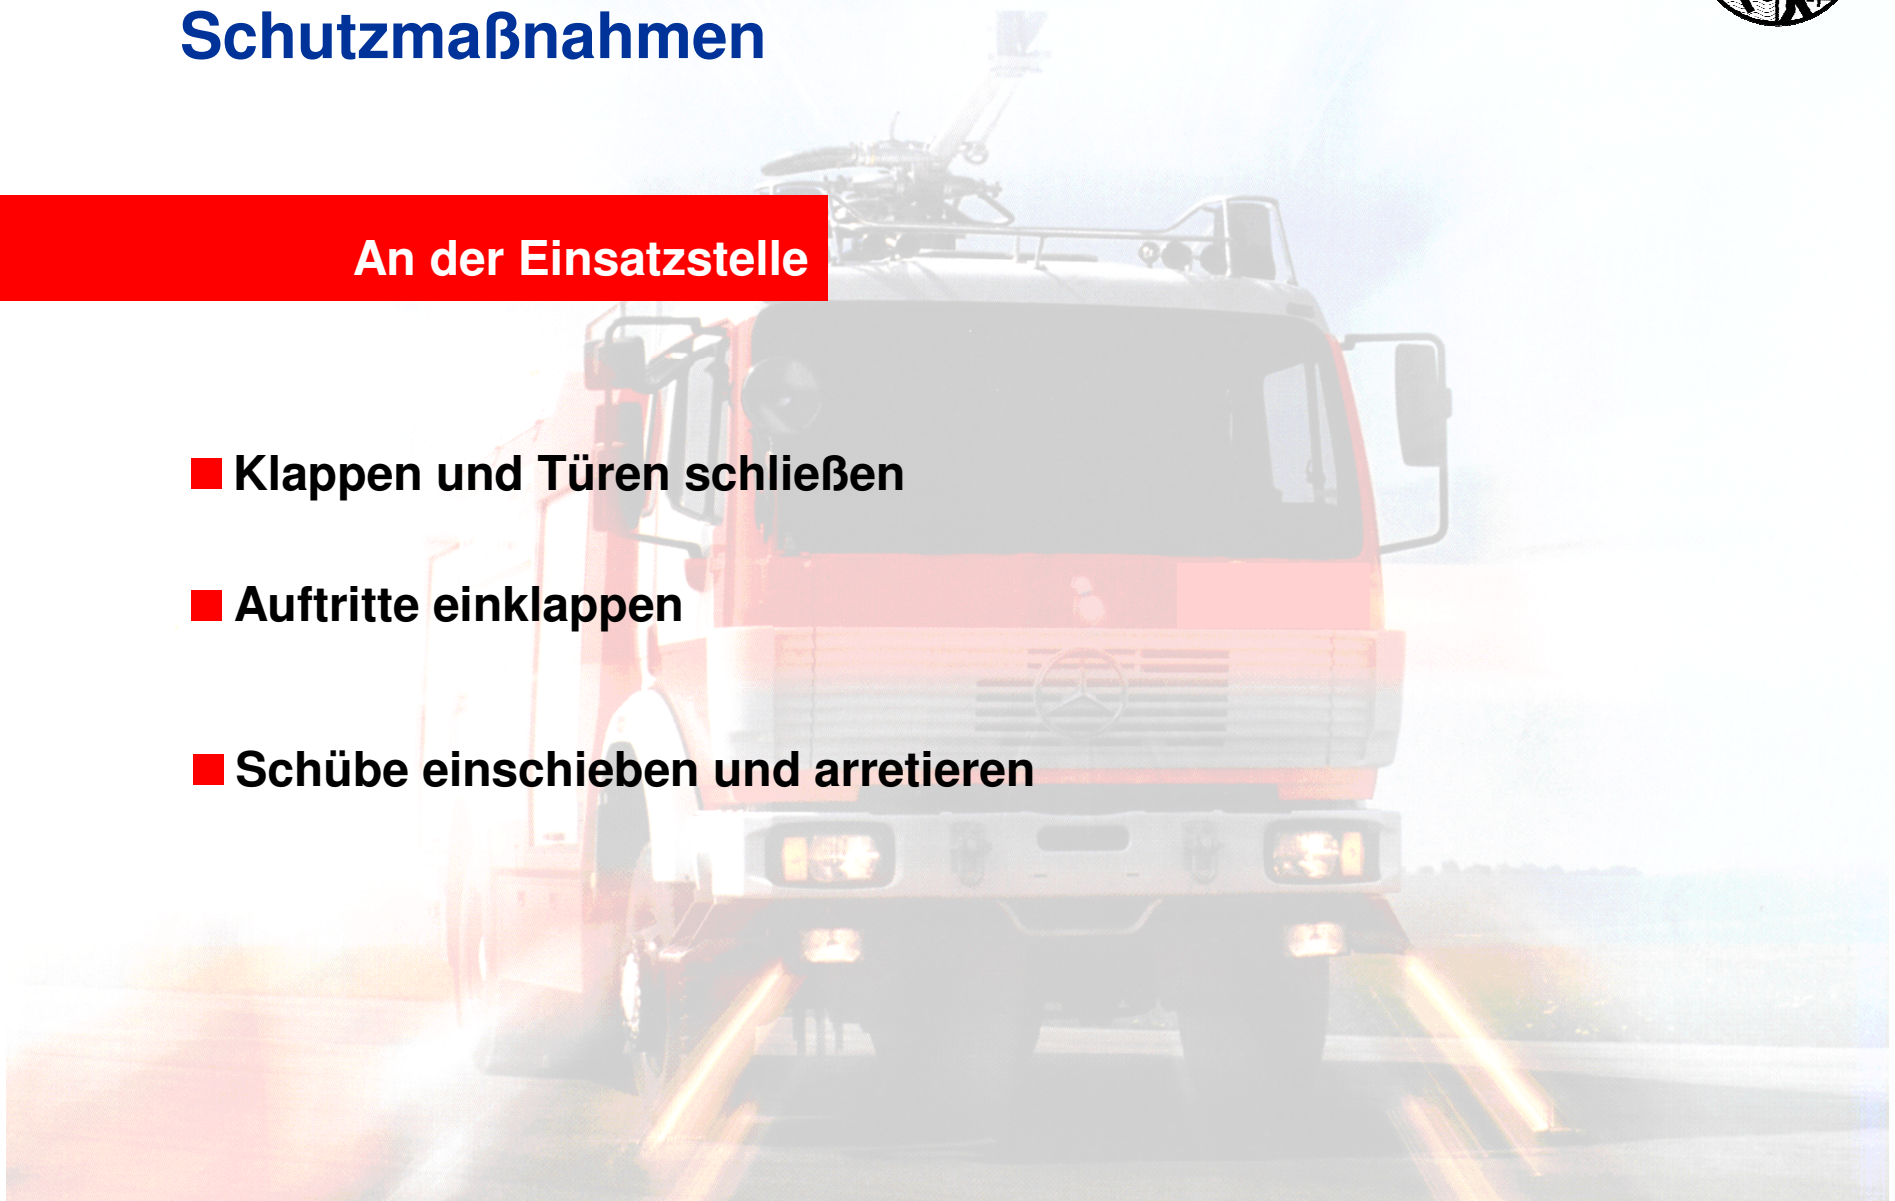 Schutzmaßnahmen
An der Einsatzstelle
Klappen und Türen schließen
Auftritte einklappen
Schübe einschieben und arretieren